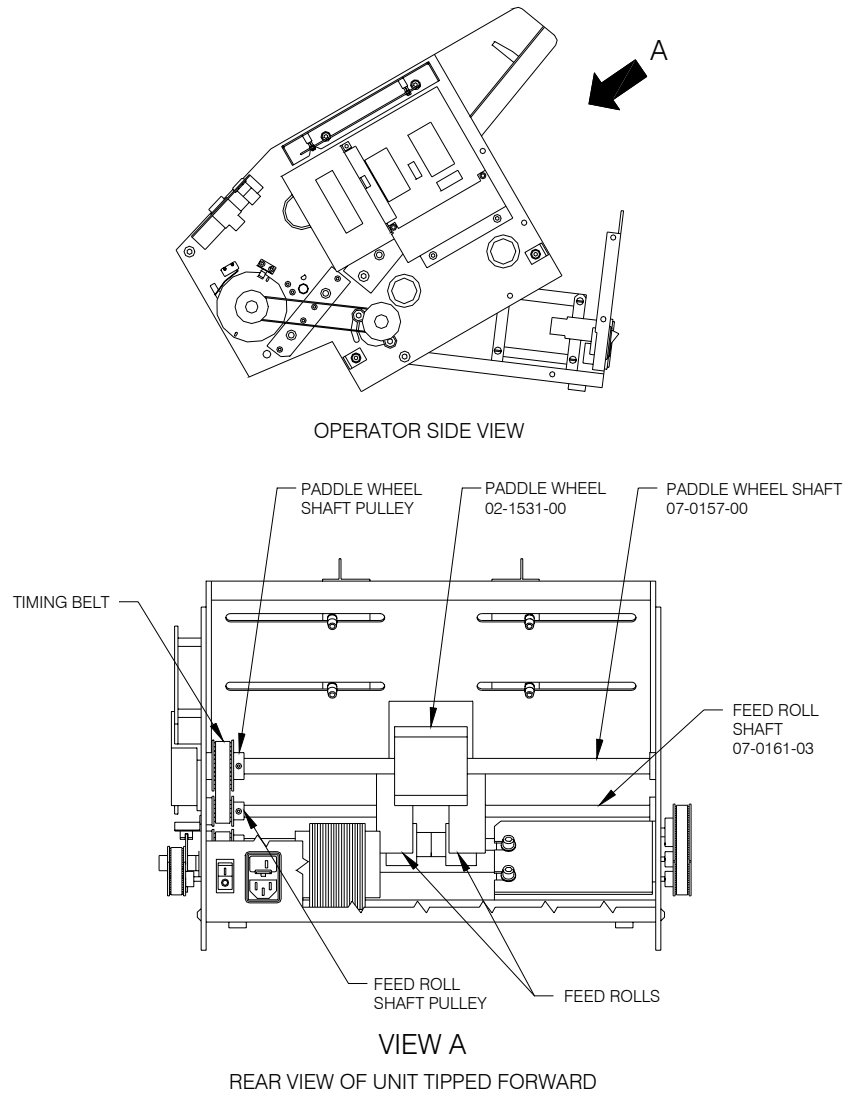 A
OPERATOR SIDE VIEW
PADDLE WHEEL
SHAFT PULLEY
PADDLE WHEEL
02-1531-00
PADDLE WHEEL SHAFT
07-0157-00
TIMING BELT
FEED ROLL
SHAFT
07-0161-03
FEED ROLL
SHAFT PULLEY
FEED ROLLS
VIEW A
REAR VIEW OF UNIT TIPPED FORWARD